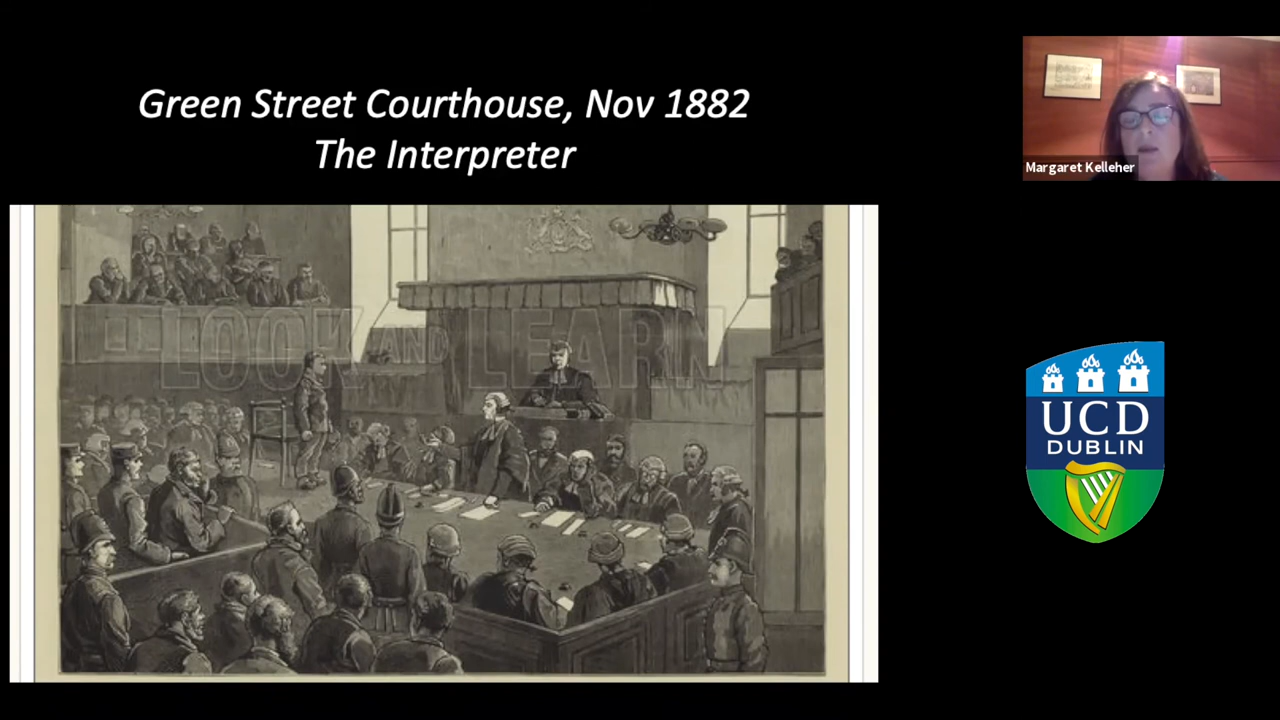 Green Street Courthouse, Nov 1882
The Interpreter
LOOK AND LEARN
Margaret Kelleher
UCD
DUBLIN